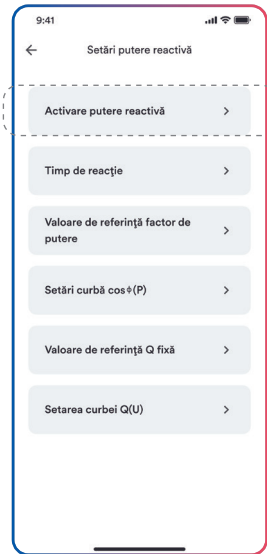 9:41
Setări putere reactivă
Activare putere reactivă
Timp de reacție
Valoare de referință factor de
putere
Setări curbă cosᶲ(P)
Valoare de referință Q fixă
Setarea curbei Q(U)